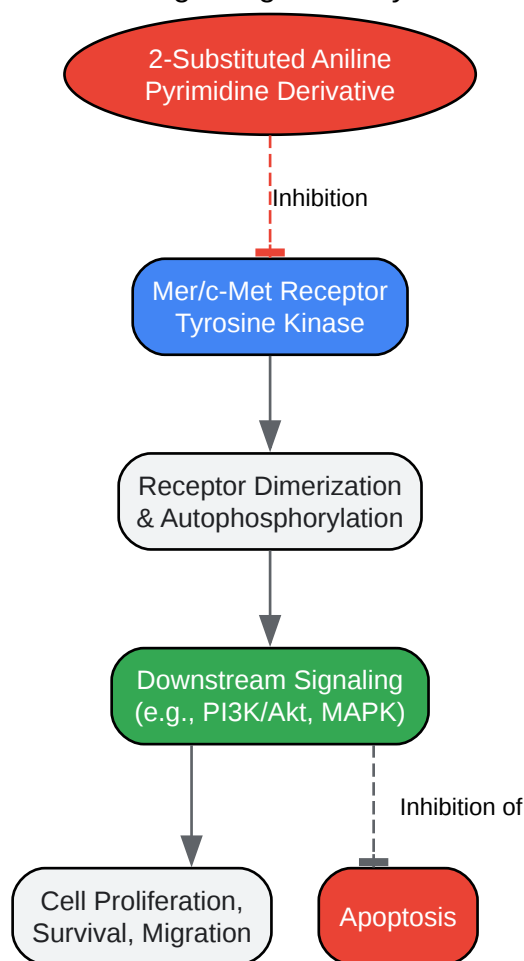 2-Substituted Aniline
Pyrimidine Derivative
Inhibition
Mer/c-Met Receptor
Tyrosine Kinase
Receptor Dimerization
& Autophosphorylation
Downstream Signaling
(e.g., PI3K/Akt, MAPK)
Inhibition of
Cell Proliferation,
Survival, Migration
Apoptosis